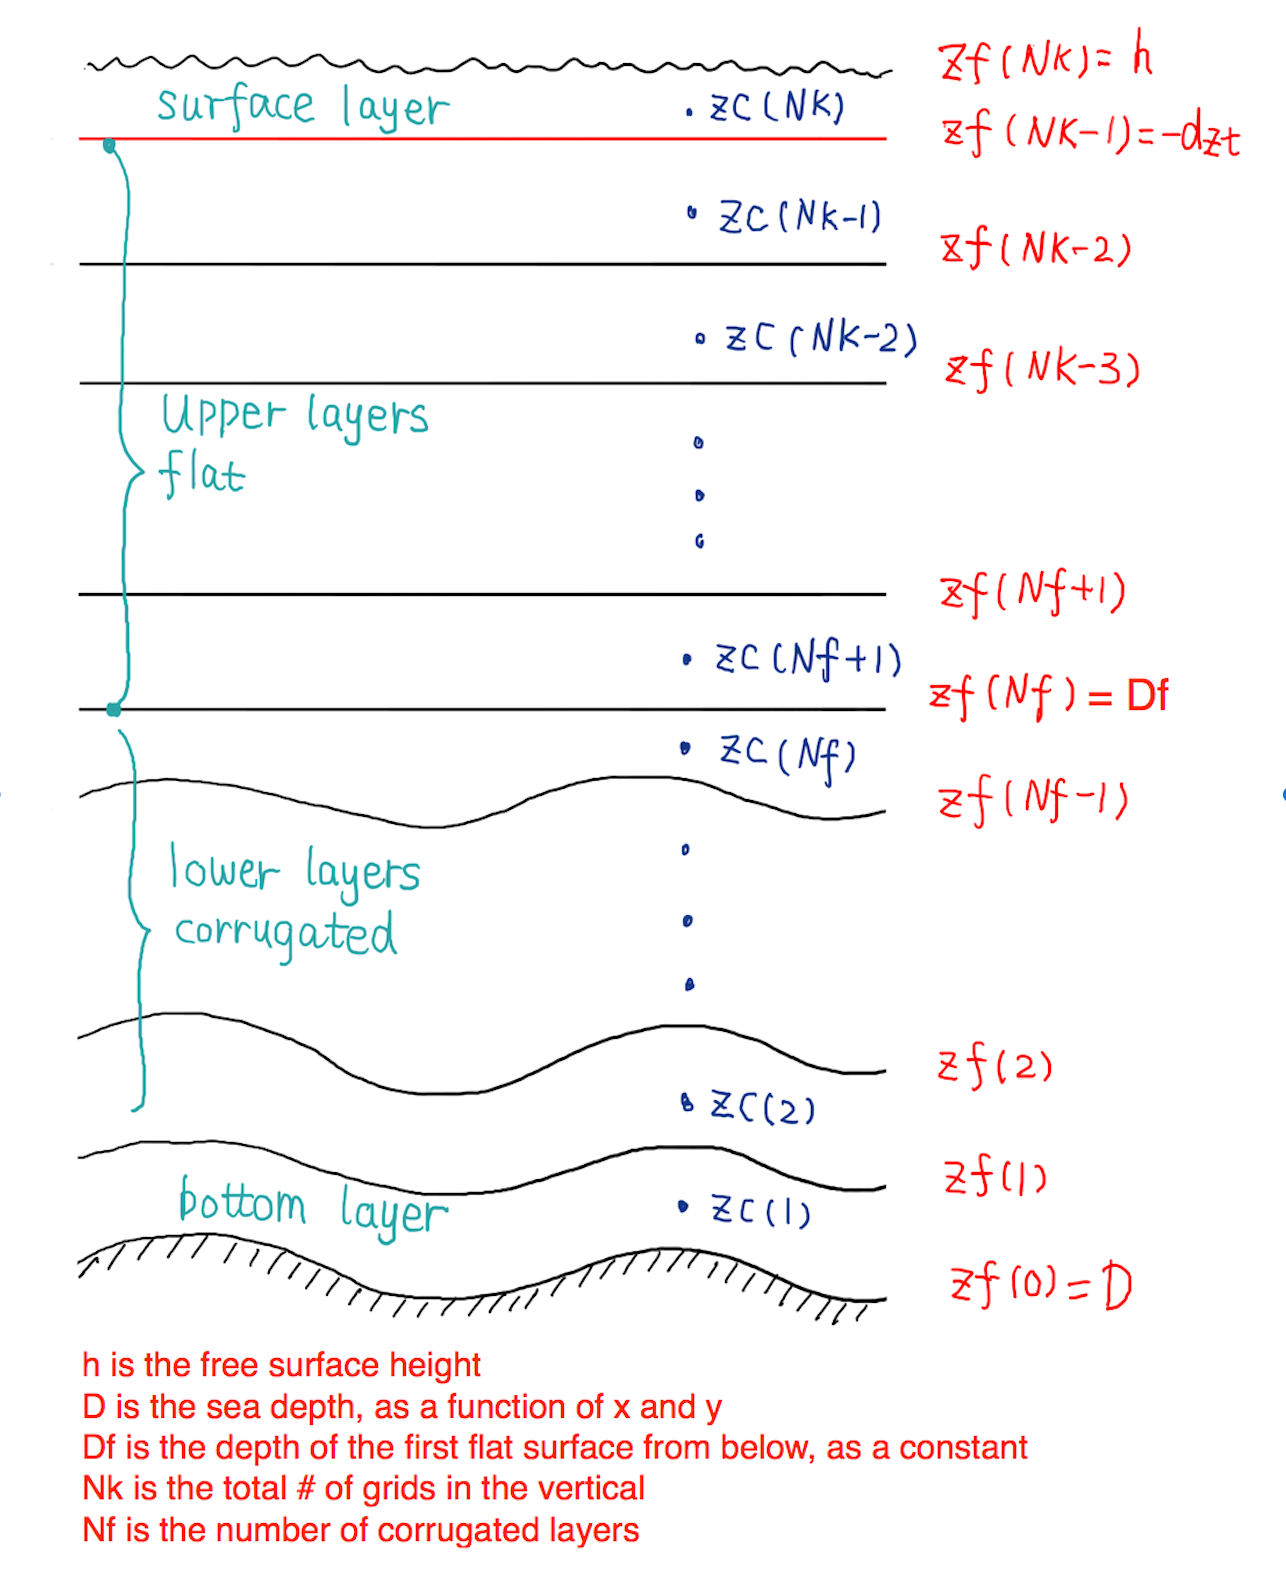 zf(Nk)= h
surface layer
. zc(Nk)
zf(Nk-1)=-dzt
zc(Nk-1)
zf(Nk-2)
zc(Nk-2)
zf(Nk-3)
Upper layers
flat
zf(Nf+1)
zc(Nf+1)
zf(Nf) = Df
zc(Nf)
zf(Nf-1)
lower layers
corrugated
zf(2)
zc(2)
zf(1)
bottom layer
zc(1)
zf(0)=D
h is the free surface height
D is the sea depth, as a function of x and y
Df is the depth of the first flat surface from below, as a constant
Nk is the total # of grids in the vertical
Nf is the number of corrugated layers